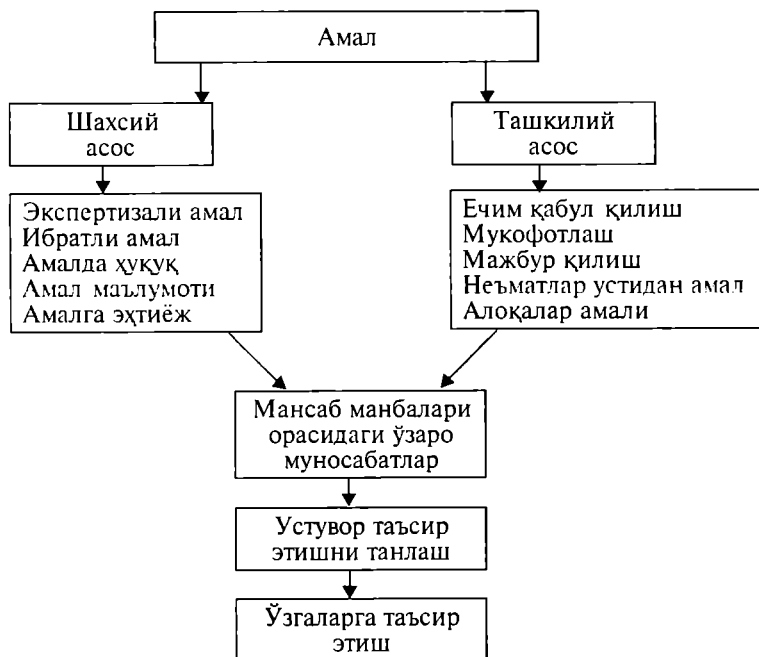 Амал
Шахсий
асос
Ташкилий
асос
Экспертизали амал
Ибратли амал
Амалда ҳуқуқ
Амал маълумоти
Амалга эҳтиёж
Ечим қабул қилиш
Мукофотлаш
Мажбур қилиш
Неъматлар устидан амал
Алоқалар амали
Мансаб манбалари
орасидаги ўзаро
муносабатлар
Устувор таъсир
этишни танлаш
Ўзгаларга таъсир
этиш